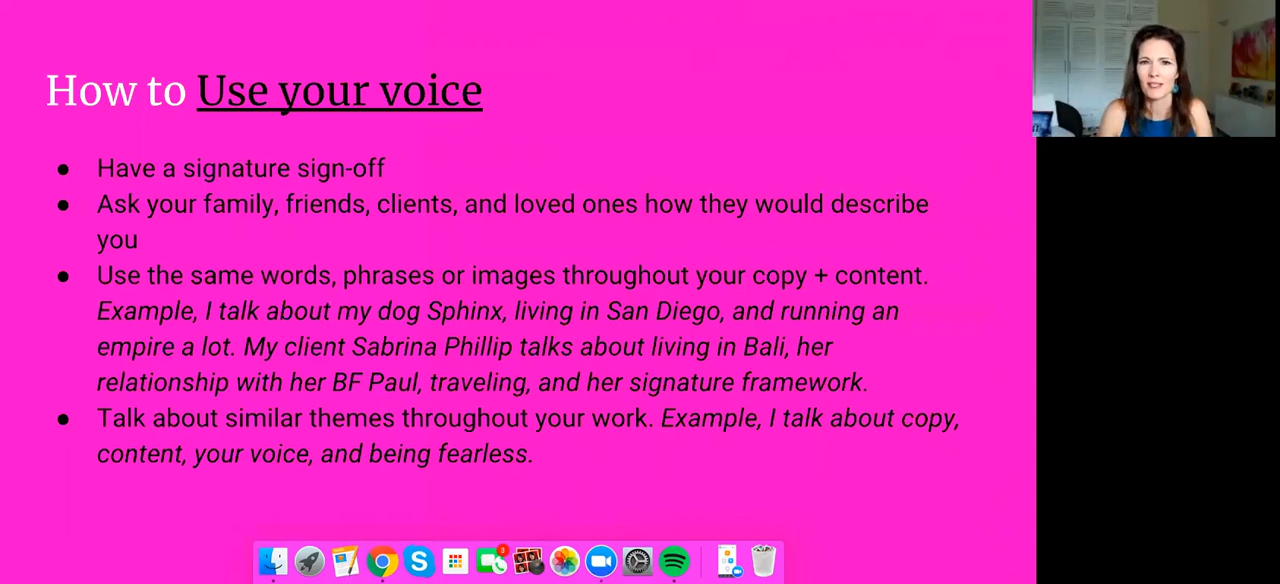 How to Use your voice
● Have a signature sign-off
● Ask your family, friends, clients, and loved ones how they would describe
you
● Use the same words, phrases or images throughout your copy + content.
Example, I talk about my dog Sphinx, living in San Diego, and running an
empire a lot. My client Sabrina Phillip talks about living in Bali, her
relationship with her BF Paul, traveling, and her signature framework.
● Talk about similar themes throughout your work. Example, I talk about copy,
content, your voice, and being fearless.